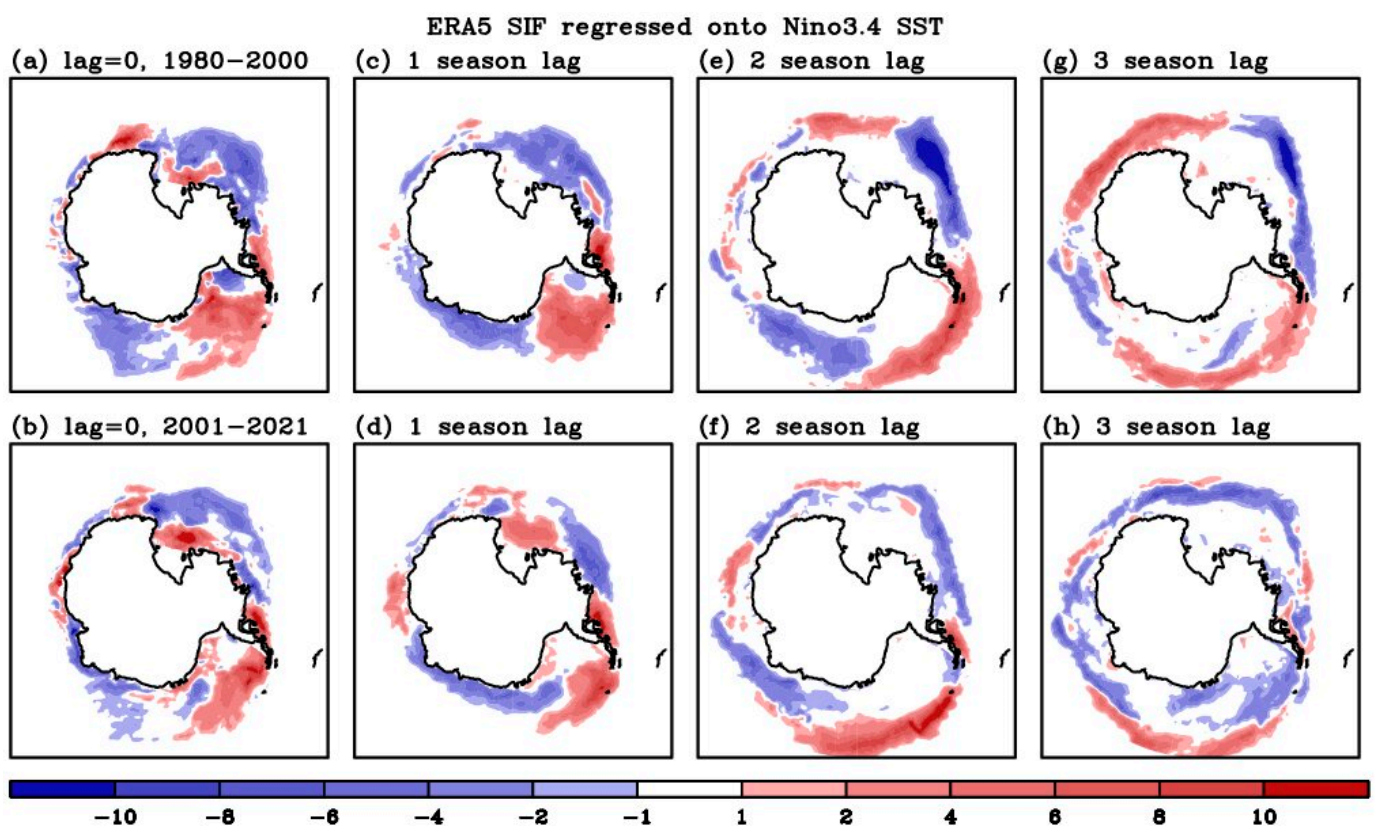 ERA5 SIF regressed onto Nino3.4 SST
(a) lag=0, 1980-2000
(c) 1 season lag
(e) 2 season lag
(g) 3 season lag
(b) lag=0, 2001-2021
(d) 1 season lag
(f) 2 season lag
(h) 3 season lag
-10 -6 -4 -2 -1 1 2 4 6 8 10